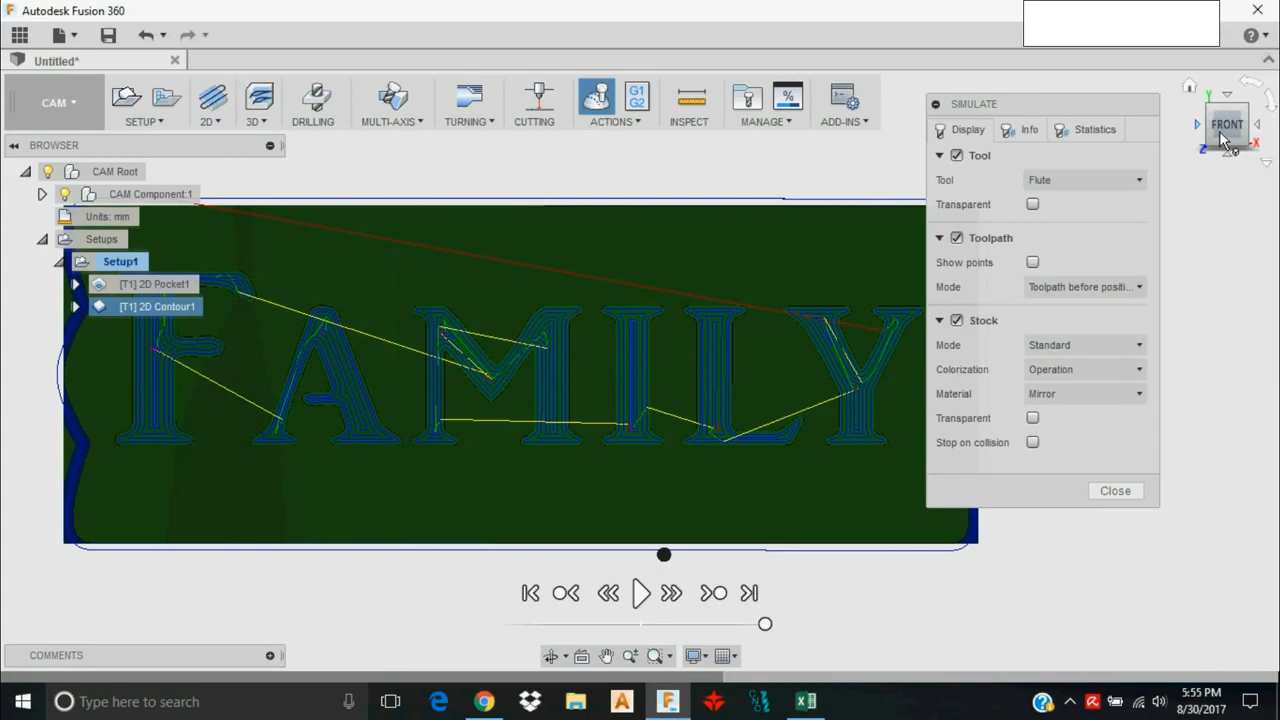 Autodesk Fusion 360
Untitled*
CAM
SETUP
2D
3D
DRILLING
MULTI-AXIS
TURNING
CUTTING
G1
G2
ACTIONS
INSPECT
%
MANAGE
ADD-INS
BROWSER
CAM Root
CAM Component:1
Units: mm
Setups
Setup1
[T1] 2D Pocket1
[T1] 2D Contour1
FAMILY
SIMULATE
Display
Info
Statistics
Tool
Tool Flute
Transparent
Toolpath
Show points
Mode Toolpath before positi...
Stock
Mode Standard
Colorization Operation
Material Mirror
Transparent
Stop on collision
Close
Y
FRONT
Z
X
COMMENTS
Type here to search
5:55 PM
8/30/2017